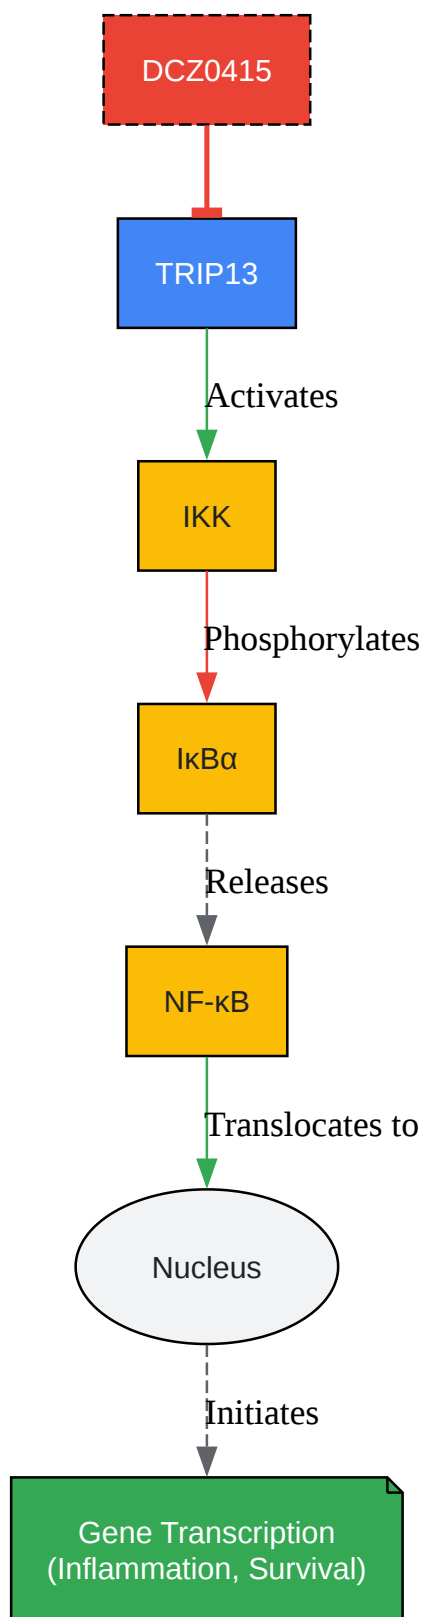 DCZ0415
TRIP13
Activates
IKK
Phosphorylates
IκBα
Releases
NF-κB
Translocates to
Nucleus
Initiates
Gene Transcription
(Inflammation, Survival)